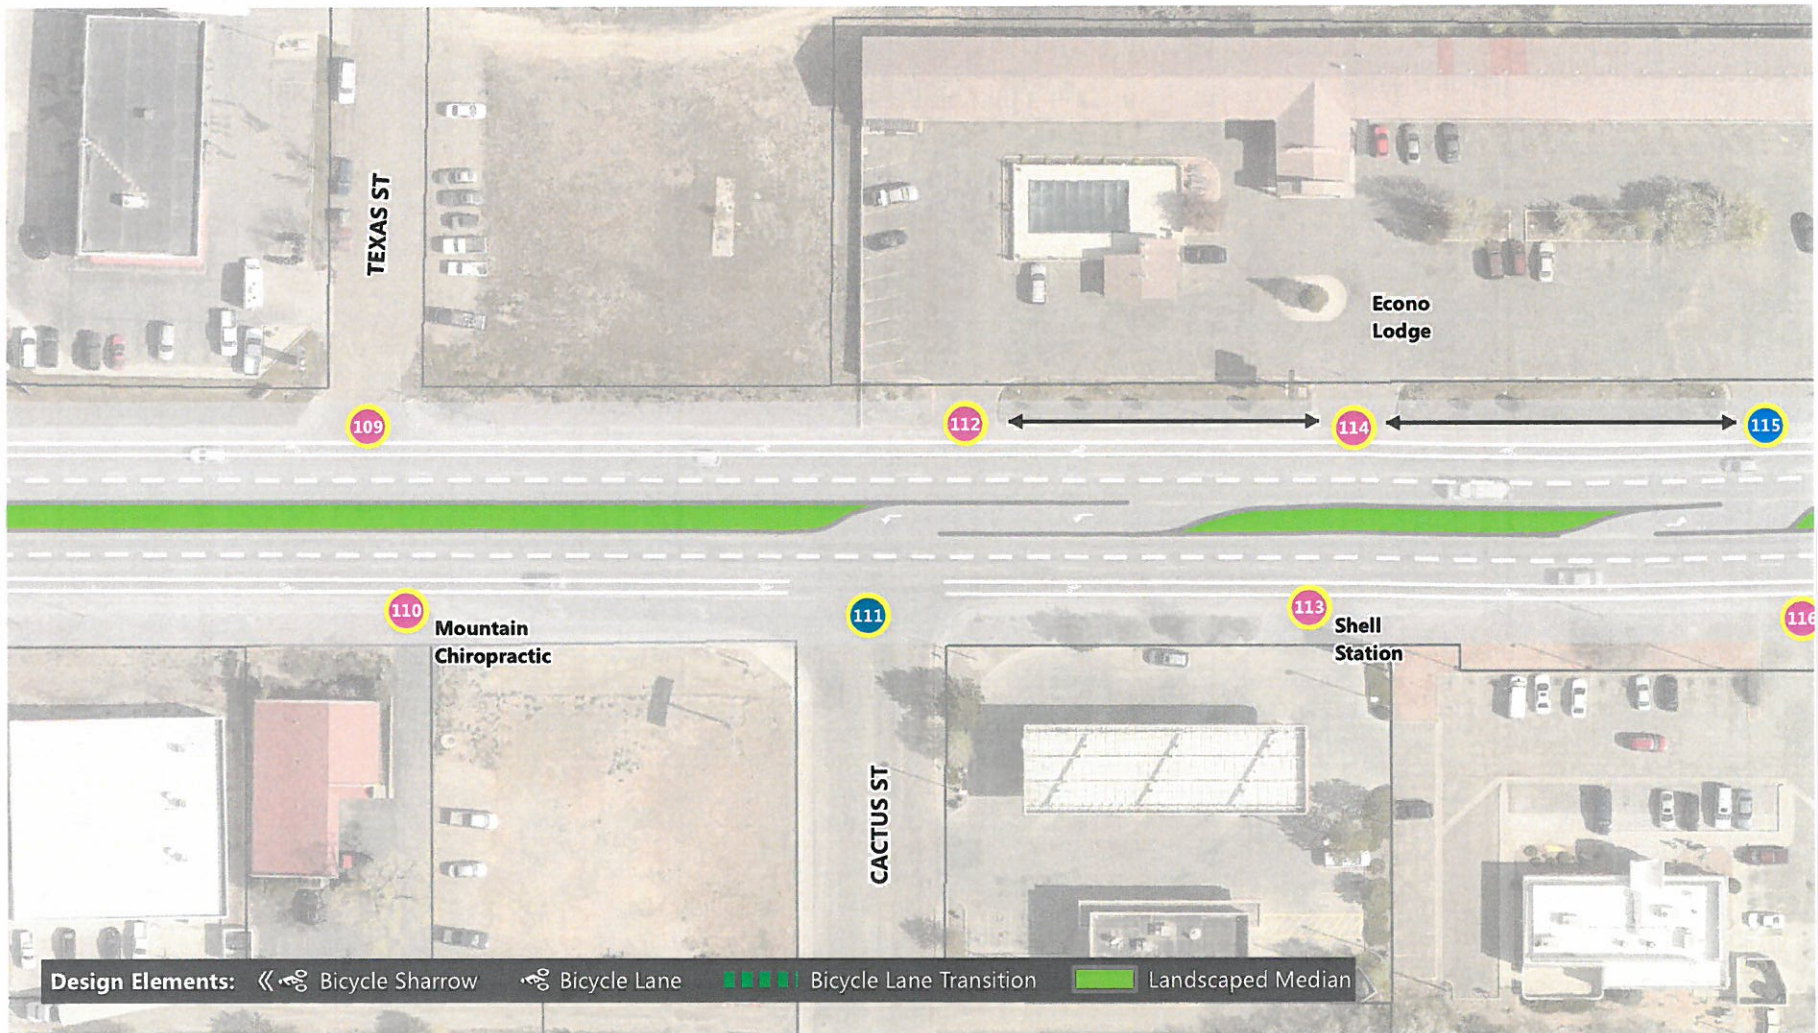 TEXAS ST
Econo
Lodge
109
112
114
115
110
Mountain
Chiropractic
111
113
Shell
Station
116
CACTUS ST
Design Elements: Bicycle Sharrow Bicycle Lane Bicycle Lane Transition Landscaped Median